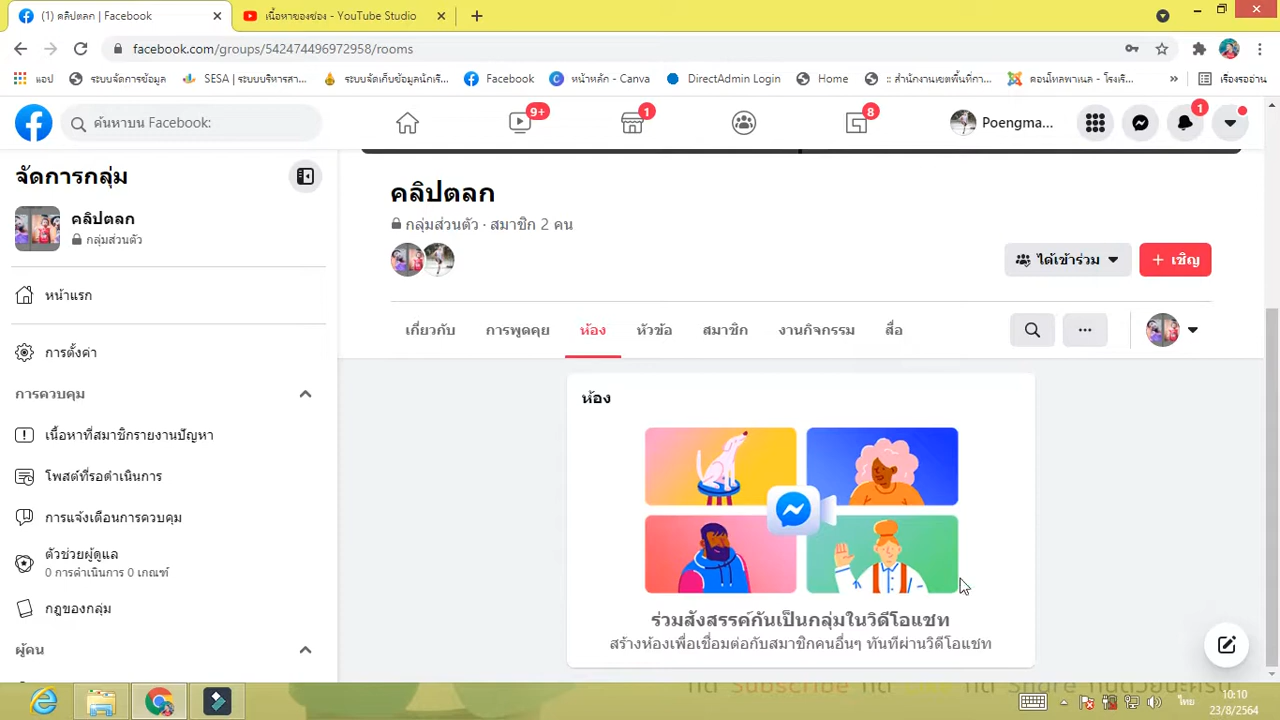 (1) คลิปตลก | Facebook
เนื้อหาของช่อง - YouTube Studio
facebook.com/groups/542474496972958/rooms
แอป
ระบบจัดการข้อมูล
SESA | ระบบบริหารสา...
ระบบจัดเก็บข้อมูลนักเรี...
Facebook
หน้าหลัก - Canva
DirectAdmin Login
Home
:: สำนักงานเขตพื้นที่กา...
คอนโทลพาเนล - โรงเรี...
»
เรื่องรออ่าน
ค้นหาบน Facebook:
9+
1
8
Poengma...
1
จัดการกลุ่ม
คลิปตลก
กลุ่มส่วนตัว
หน้าแรก
การตั้งค่า
การควบคุม
เนื้อหาที่สมาชิกรายงานปัญหา
โพสต์ที่รอดำเนินการ
การแจ้งเตือนการควบคุม
ตัวช่วยผู้ดูแล
0 การดำเนินการ 0 เกณฑ์
กฎของกลุ่ม
ผู้คน
คลิปตลก
กลุ่มส่วนตัว · สมาชิก 2 คน
ได้เข้าร่วม
+ เชิญ
เกี่ยวกับ
การพูดคุย
ห้อง
หัวข้อ
สมาชิก
งานกิจกรรม
สื่อ
ห้อง
ร่วมสังสรรค์กันเป็นกลุ่มในวิดีโอแชท
สร้างห้องเพื่อเชื่อมต่อกับสมาชิกคนอื่นๆ ทันทีผ่านวิดีโอแชท
กด Subscribe กด
กด Share กันด้วยนะครับ
ไทย
10:10
23/8/2564